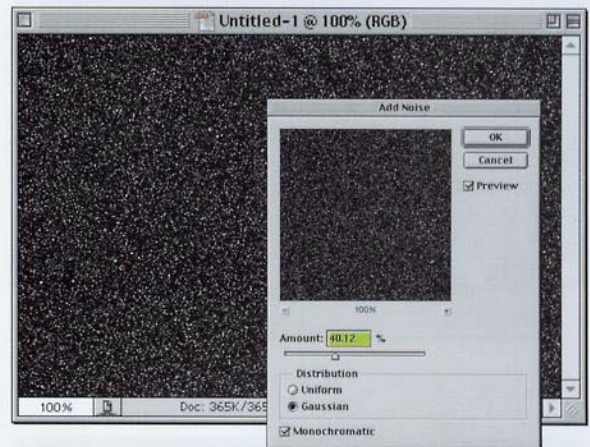 Untitled-1 @ 100% (RGB)
Add Noise
OK
Cancel
Preview
100%
Amount: 40.12 %
Distribution
Uniform
Gaussian
Monochromatic
100%
Doc: 365K/365